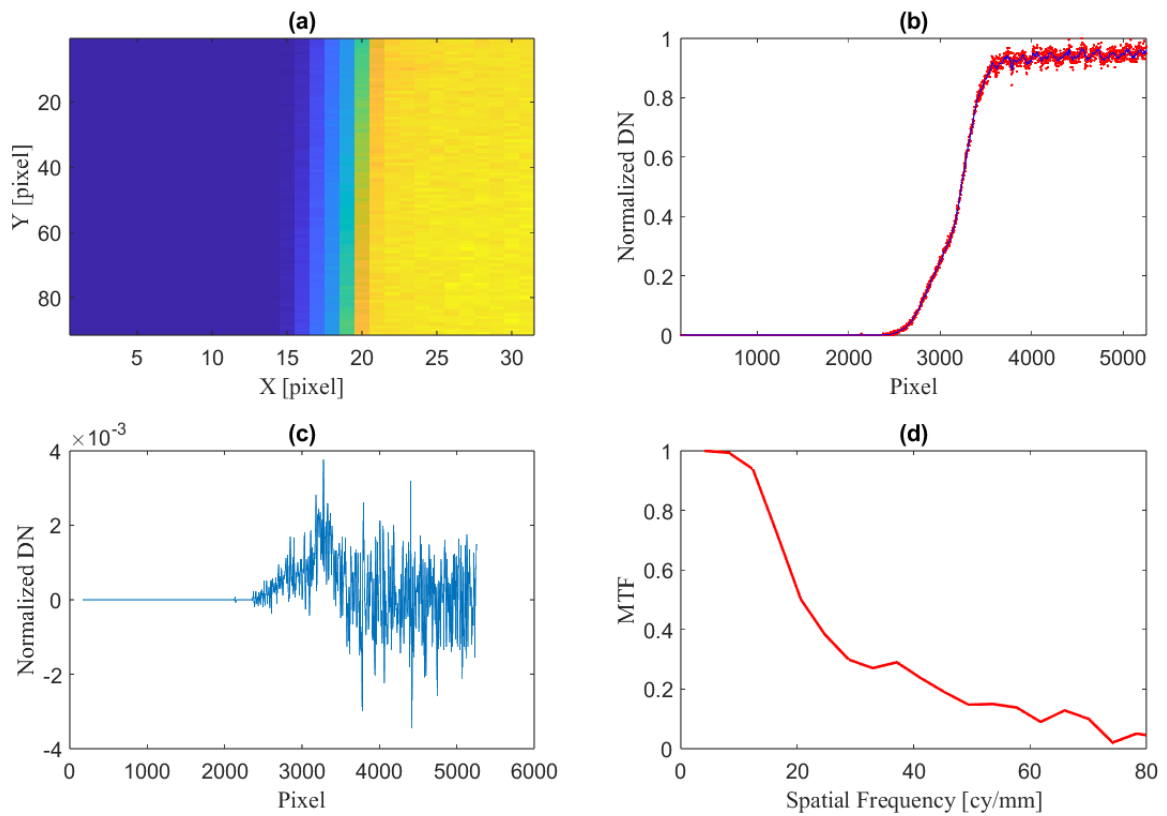 (a)
Y [pixel]
20
40
60
80
5 10 15 20 25 30
X [pixel]
(b)
Normalized DN
1
0.8
0.6
0.4
0.2
0
1000 2000 3000 4000 5000
Pixel
(c)
×10⁻³
Normalized DN
4
2
0
-2
-4
0 1000 2000 3000 4000 5000 6000
Pixel
(d)
MTF
1
0.8
0.6
0.4
0.2
0
0 20 40 60 80
Spatial Frequency [cy/mm]